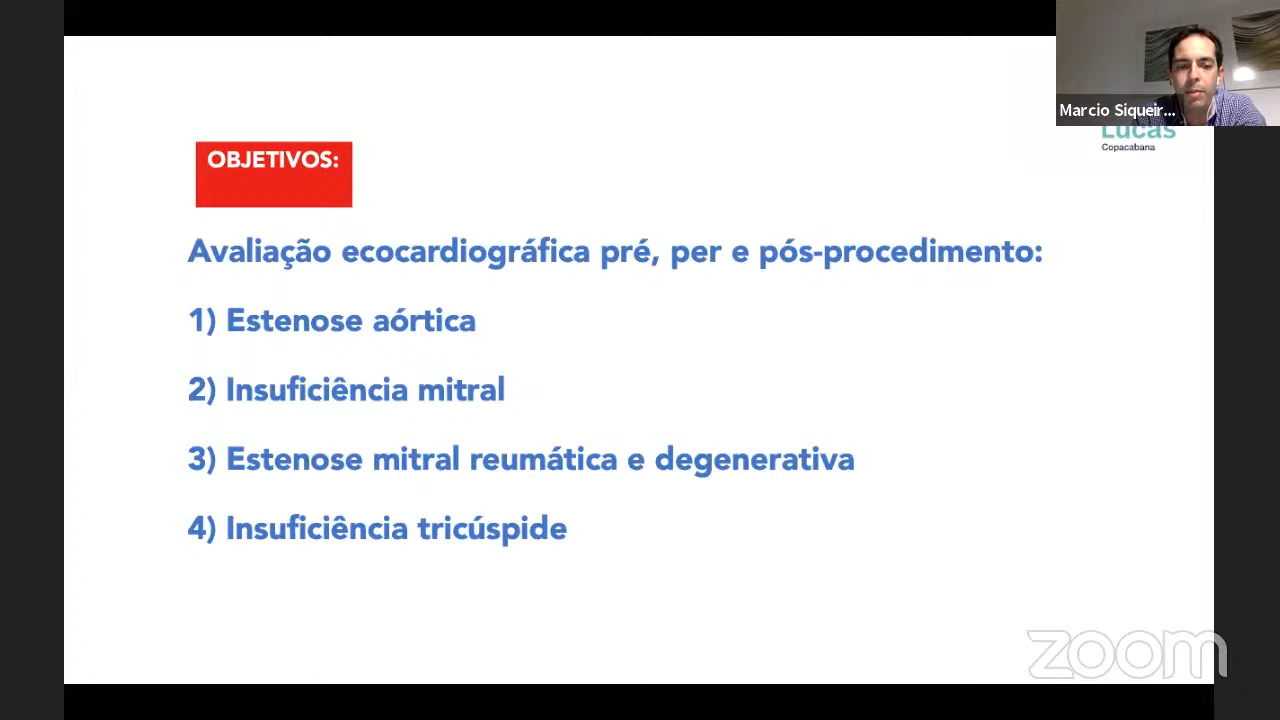 Marcio Siqueir...
Lucas
Copacabana
OBJETIVOS:
Avaliação ecocardiográfica pré, per e pós-procedimento:
1) Estenose aórtica
2) Insuficiência mitral
3) Estenose mitral reumática e degenerativa
4) Insuficiência tricúspide
zoom